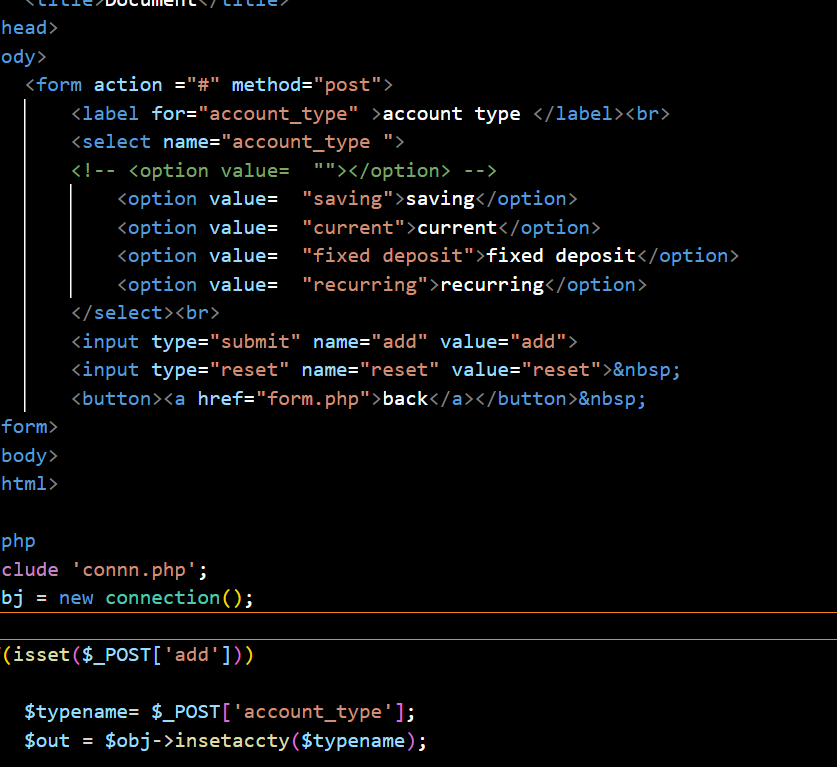 <title>Document</title>
head>
ody>
<form action ="#" method="post">
<label for="account_type" >account type </label><br>
<select name="account_type ">
<!-- <option value=  ""></option> -->
<option value=  "saving">saving</option>
<option value=  "current">current</option>
<option value=  "fixed deposit">fixed deposit</option>
<option value=  "recurring">recurring</option>
</select><br>
<input type="submit" name="add" value="add">
<input type="reset" name="reset" value="reset">&nbsp;
<button><a href="form.php">back</a></button>&nbsp;
form>
body>
html>
php
clude 'connn.php';
bj = new connection();
(isset($_POST['add']))
$typename= $_POST['account_type'];
$out = $obj->insetaccty($typename);